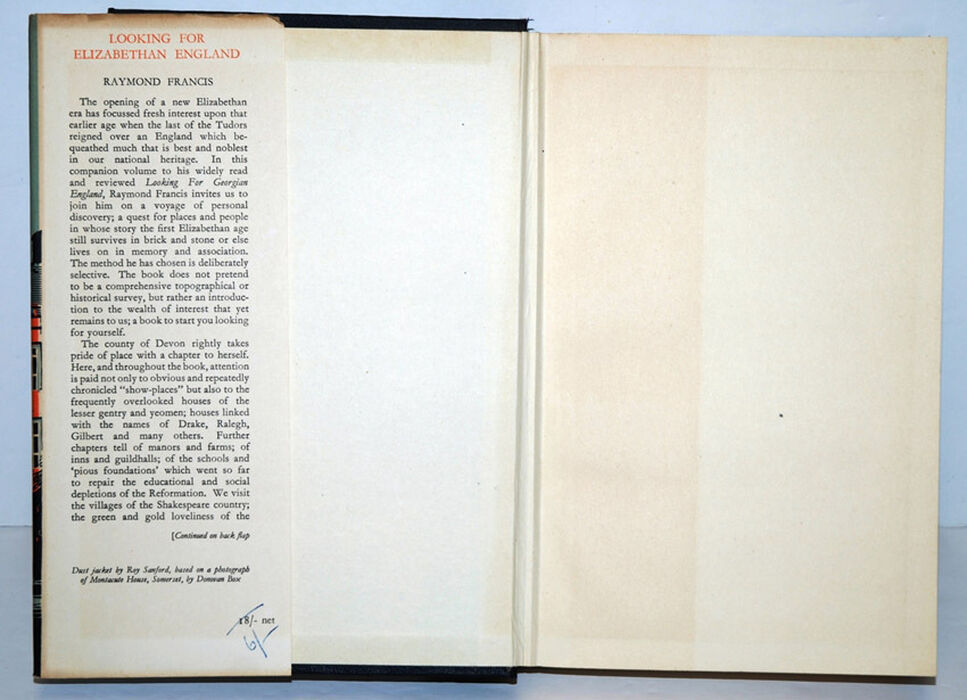 LOOKING FOR
ELIZABETHAN ENGLAND
RAYMOND FRANCIS
The opening of a new Elizabethan
era has focussed fresh interest upon that
earlier age when the last of the Tudors
reigned over an England which be-
queathed much that is best and noblest
in our national heritage. In this
companion volume to his widely read
and reviewed Looking For Georgian
England, Raymond Francis invites us to
join him on a voyage of personal
discovery; a quest for places and people
in whose story the first Elizabethan age
still survives in brick and stone or else
lives on in memory and association.
The method he has chosen is deliberately
selective. The book does not pretend
to be a comprehensive topographical or
historical survey, but rather an introduc-
tion to the wealth of interest that yet
remains to us; a book to start you looking
for yourself.
The county of Devon rightly takes
pride of place with a chapter to herself.
Here, and throughout the book, attention
is paid not only to obvious and repeatedly
chronicled "show-places" but also to the
frequently overlooked houses of the
lesser gentry and yeomen; houses linked
with the names of Drake, Ralegh,
Gilbert and many others. Further
chapters tell of manors and farms; of
inns and guildhalls; of the schools and
'pious foundations' which went so far
to repair the educational and social
depletions of the Reformation. We visit
the villages of the Shakespeare country;
the green and gold loveliness of the
[Continued on back flap
Dust jacket by Roy Sanford, based on a photograph
of Montacute House, Somerset, by Donovan Box
18/- net
6/-